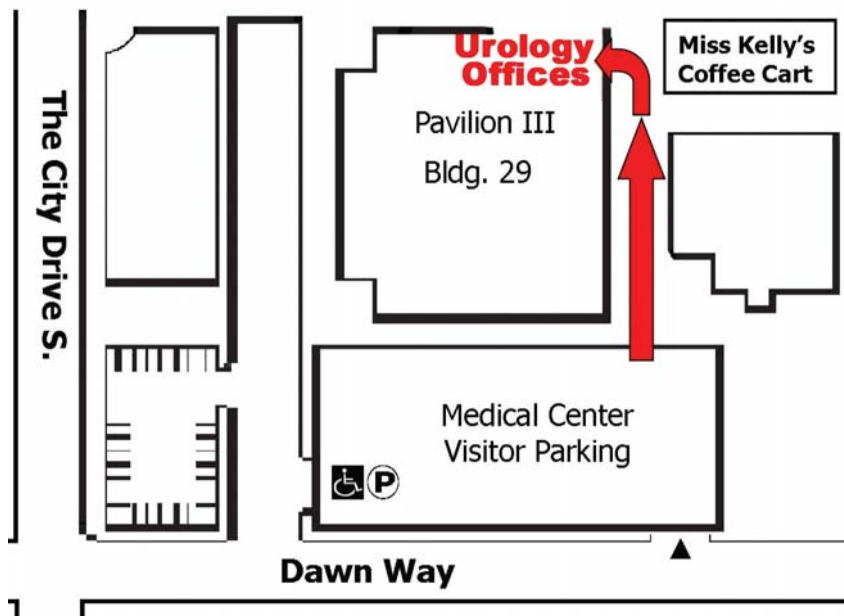 Urology
Offices
Miss Kelly's
Coffee Cart
Pavilion III
Bldg. 29
The City Drive S.
Medical Center
Visitor Parking
P
Dawn Way